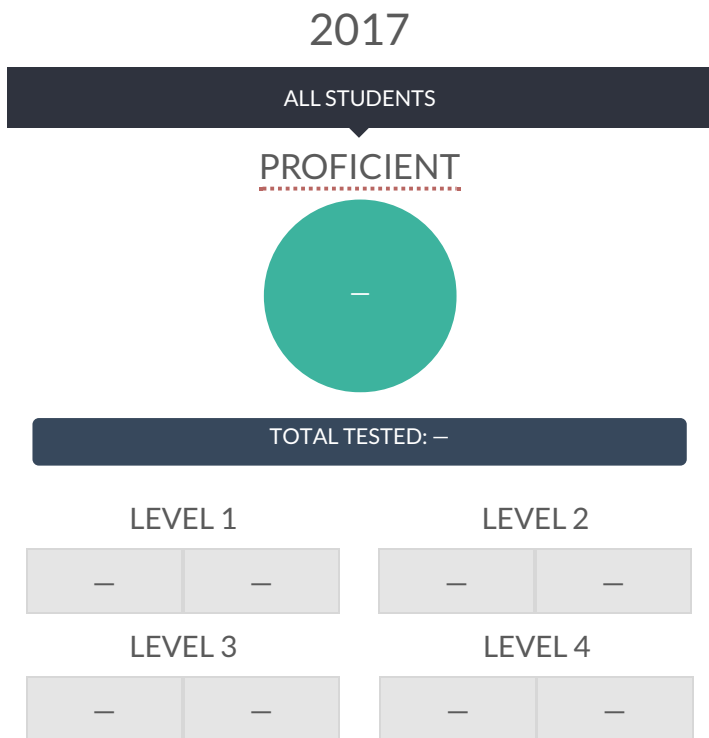 2017
ALL STUDENTS
PROFICIENT
—
TOTAL TESTED: —
LEVEL 1 LEVEL 2
— — — —
LEVEL 3 LEVEL 4
— — — —